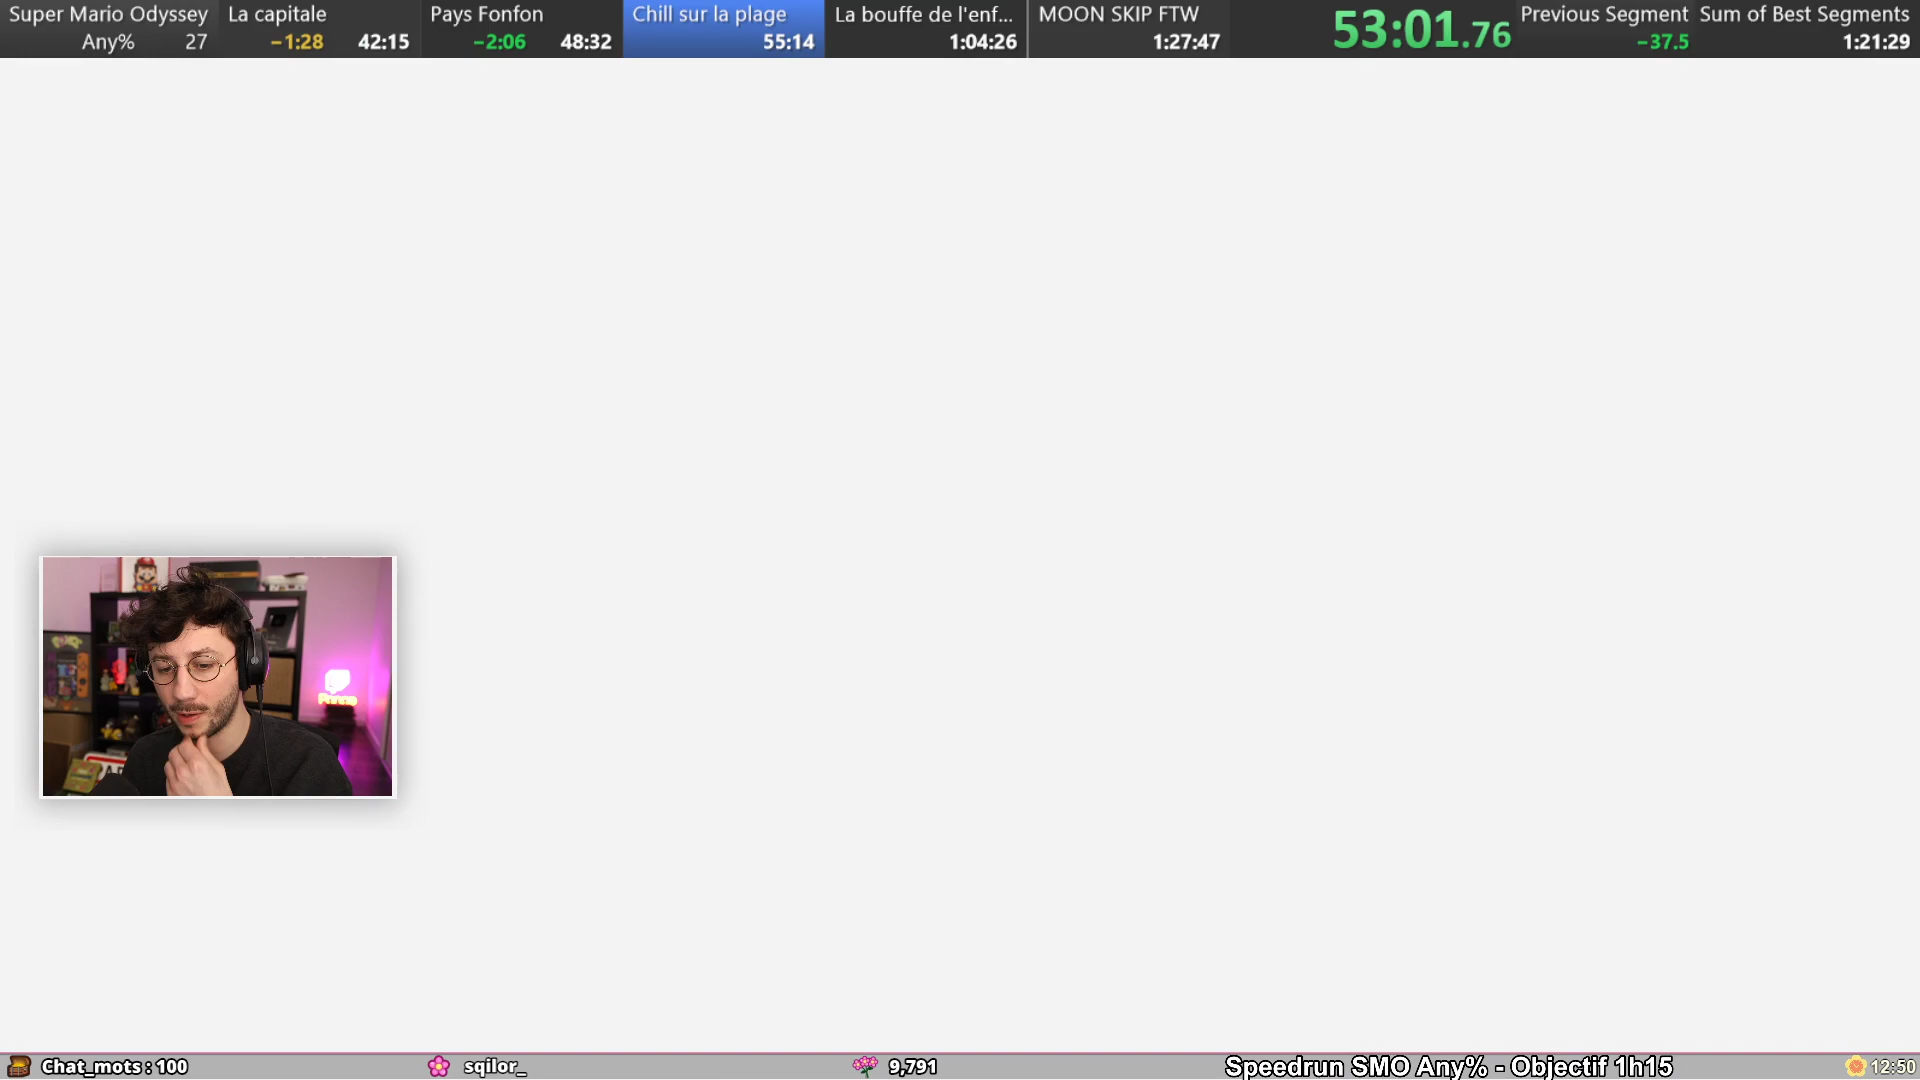 Super Mario Odyssey
Any% 27
La capitale
−1:28 42:15
Pays Fonfon
−2:06 48:32
Chill sur la plage
55:14
La bouffe de l'enf...
1:04:26
MOON SKIP FTW
1:27:47
53:01.76
Previous Segment
−37.5
Sum of Best Segments
1:21:29
Chat_mots : 100
sqilor_
9,791
Speedrun SMO Any% - Objectif 1h15
12:50